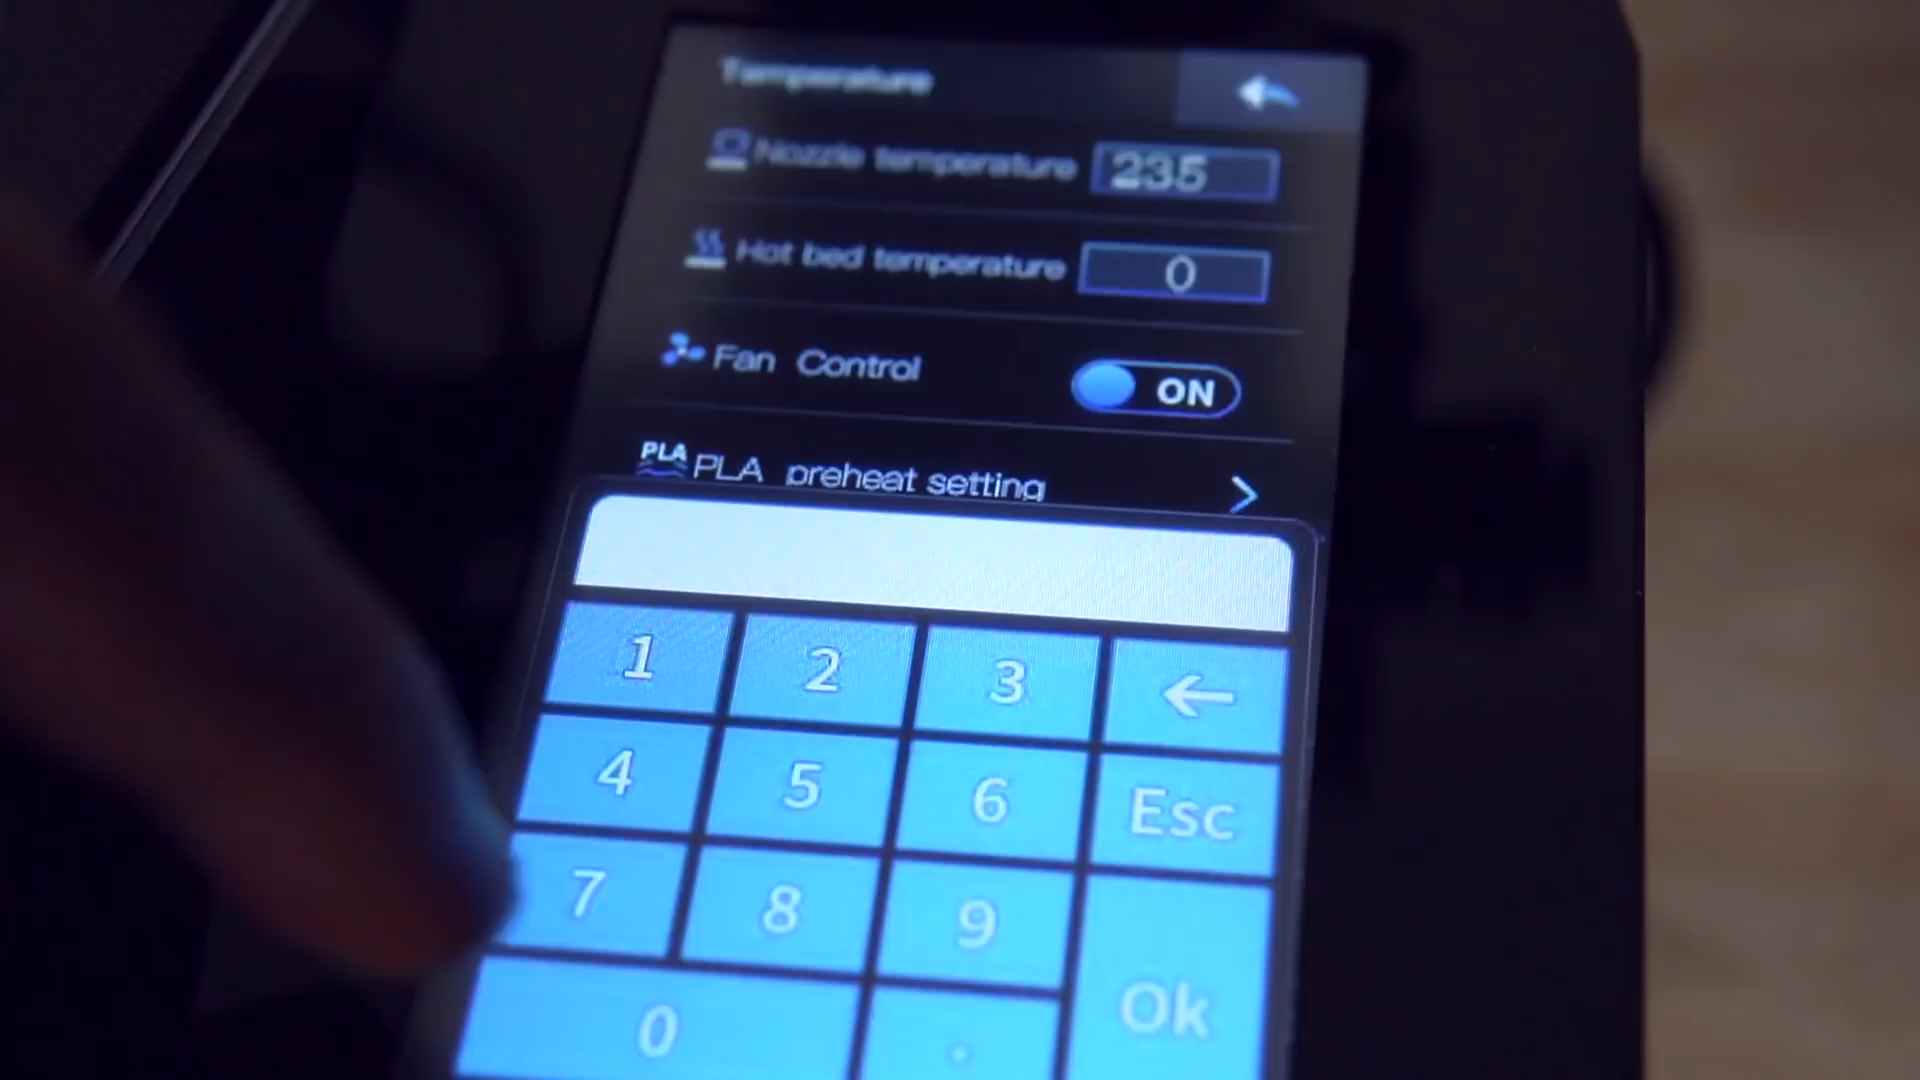 Temperature
Nozzle temperature 235
Hot bed temperature 0
Fan Control ON
PLA PLA preheat setting
1 2 3 ←
4 5 6 Esc
7 8 9
0 . Ok